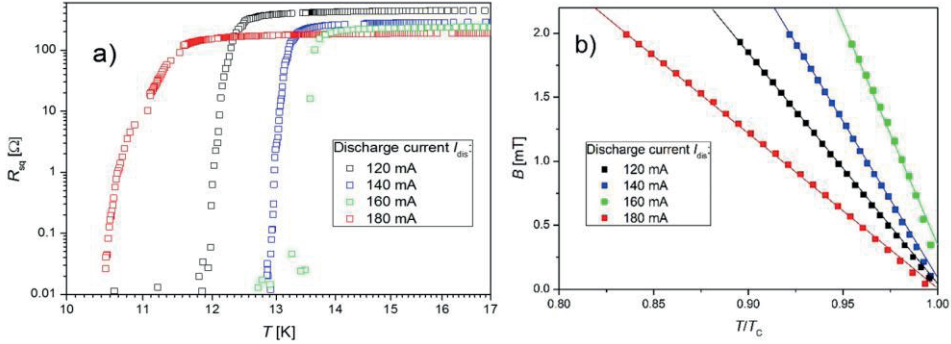 a)
100
10
1
0.1
0.01
R_sq [Ω]
Discharge current I_dis:
120 mA
140 mA
160 mA
180 mA
10 11 12 13 14 15 16 17
T [K]
b)
2.0
1.5
1.0
0.5
0.0
B [mT]
Discharge current I_dis:
120 mA
140 mA
160 mA
180 mA
0.80 0.85 0.90 0.95 1.00
T/T_C